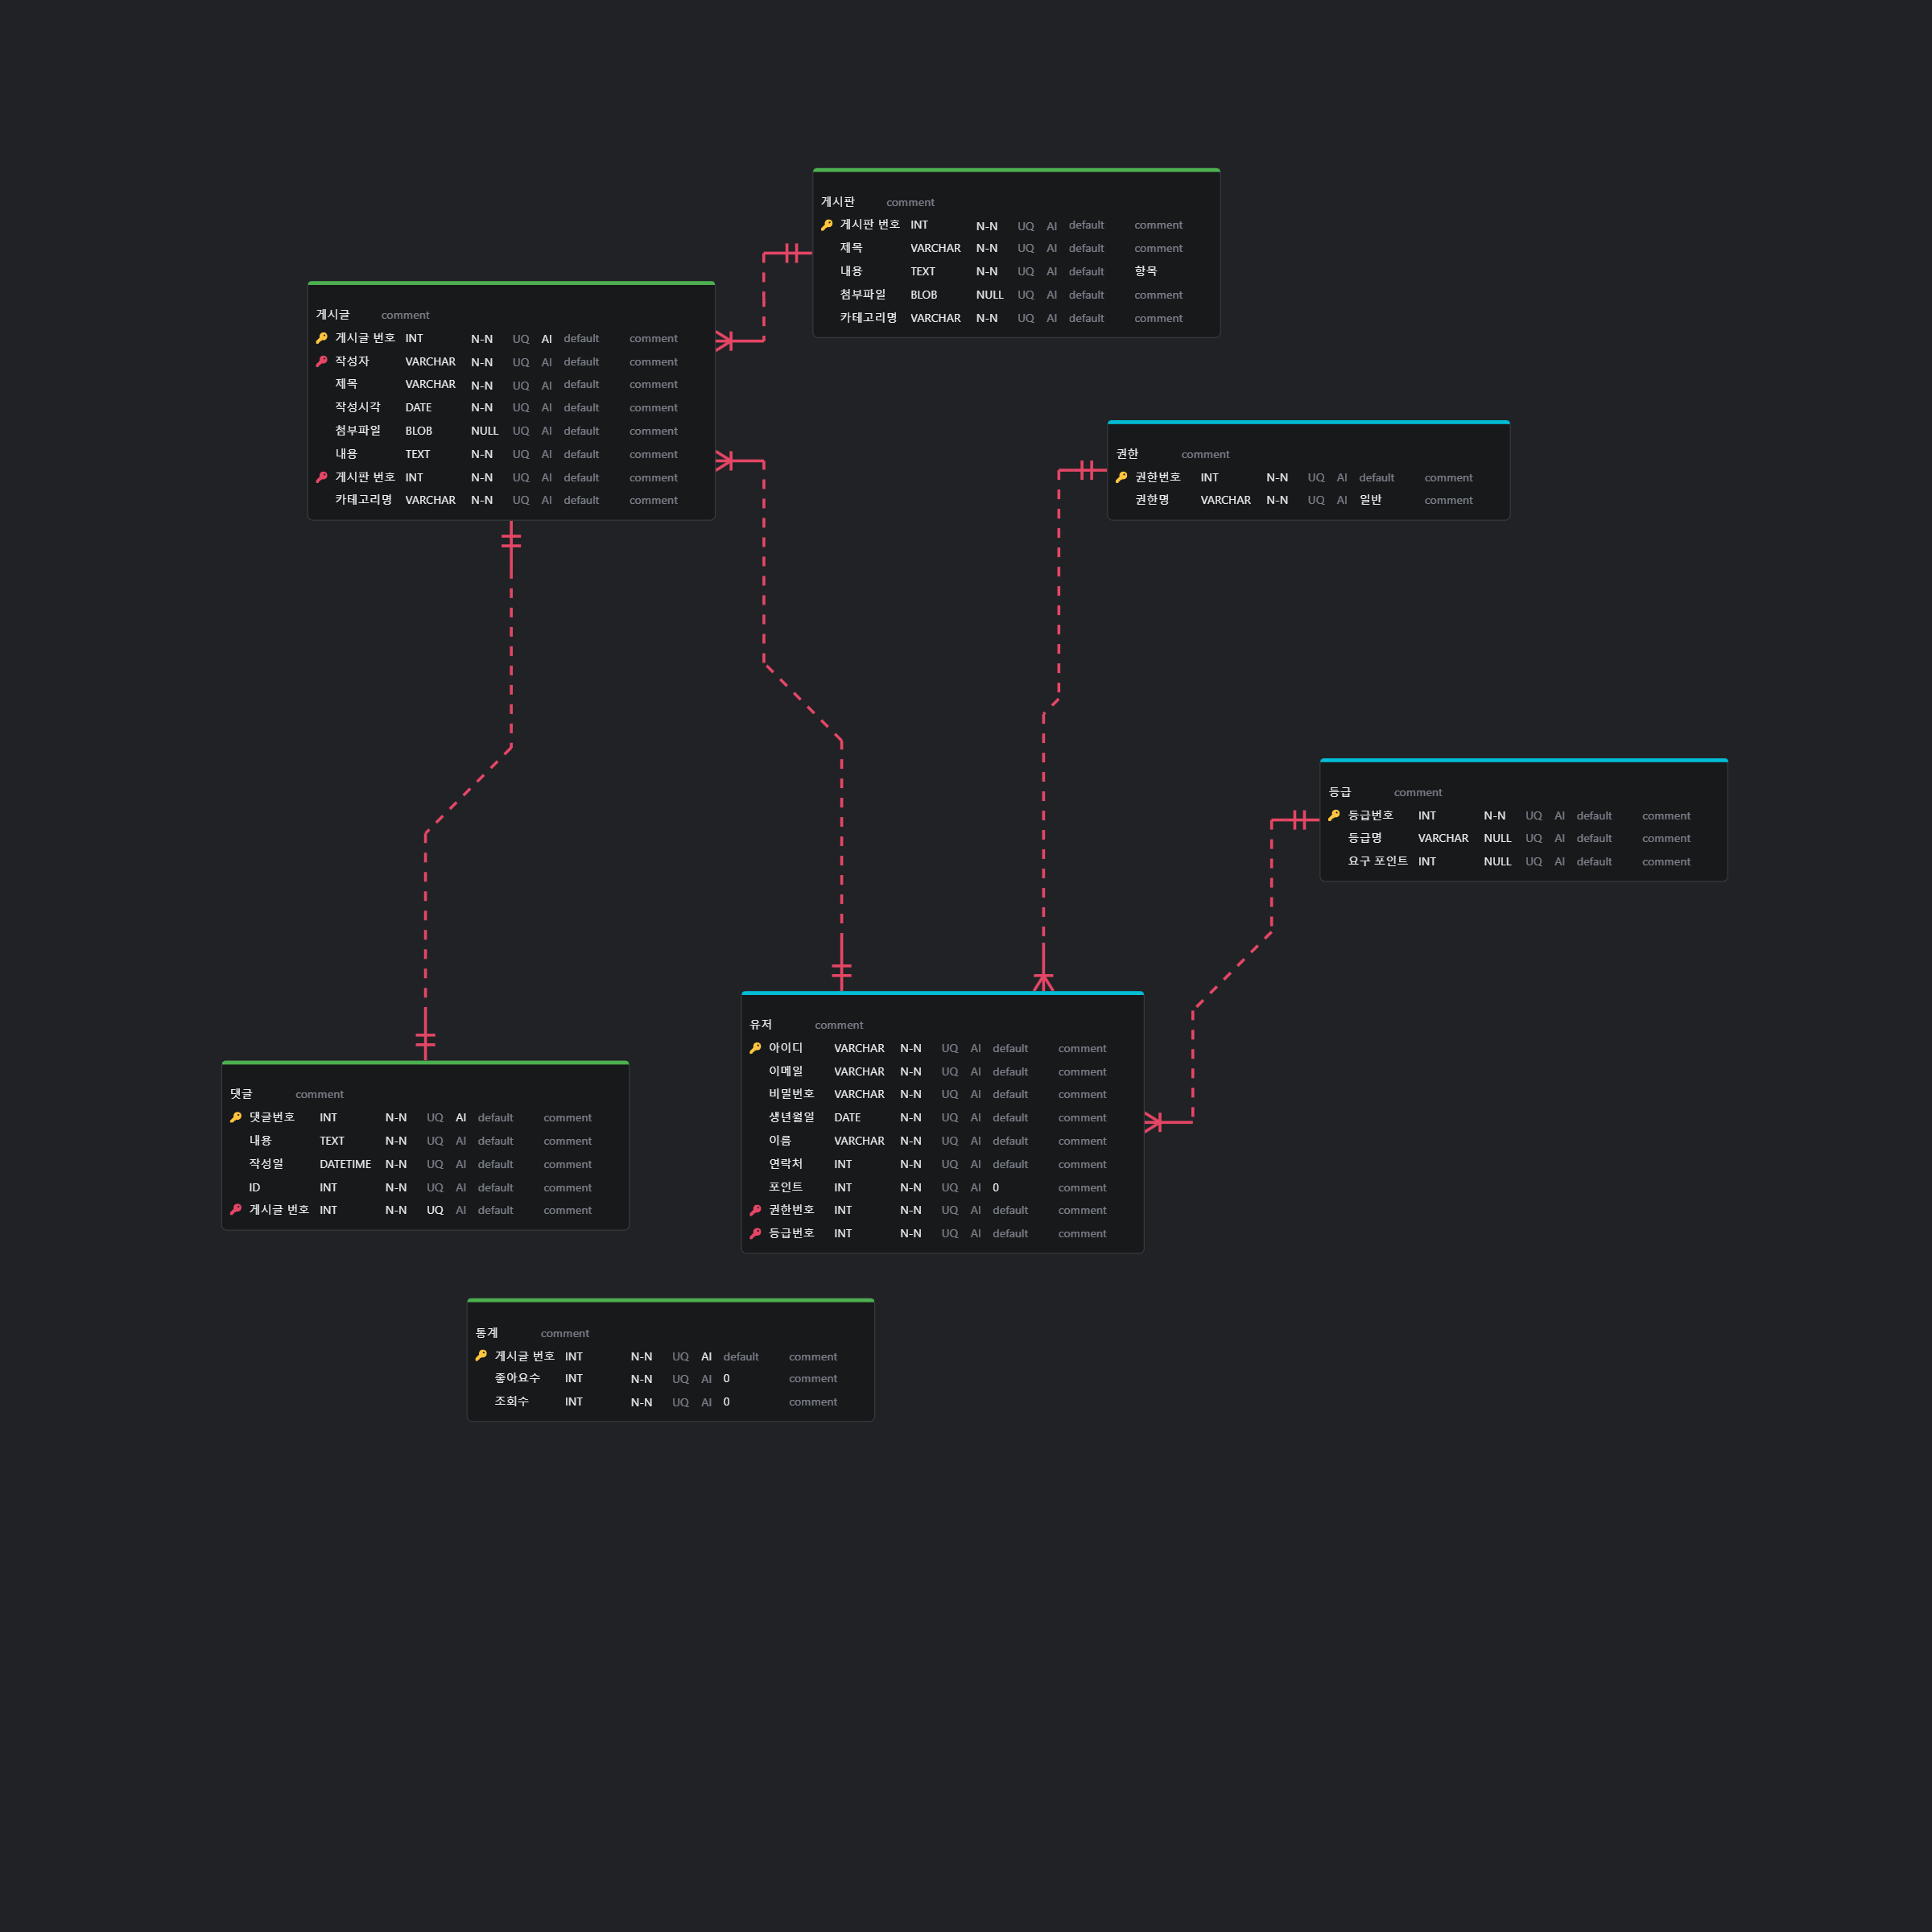 게시판 comment
게시판 번호 INT N-N UQ AI default comment
제목 VARCHAR N-N UQ AI default comment
내용 TEXT N-N UQ AI default 항목
첨부파일 BLOB NULL UQ AI default comment
카테고리명 VARCHAR N-N UQ AI default comment
게시글 comment
게시글 번호 INT N-N UQ AI default comment
작성자 VARCHAR N-N UQ AI default comment
제목 VARCHAR N-N UQ AI default comment
작성시각 DATE N-N UQ AI default comment
첨부파일 BLOB NULL UQ AI default comment
내용 TEXT N-N UQ AI default comment
게시판 번호 INT N-N UQ AI default comment
카테고리명 VARCHAR N-N UQ AI default comment
권한 comment
권한번호 INT N-N UQ AI default comment
권한명 VARCHAR N-N UQ AI 일반 comment
등급 comment
등급번호 INT N-N UQ AI default comment
등급명 VARCHAR NULL UQ AI default comment
요구 포인트 INT NULL UQ AI default comment
유저 comment
아이디 VARCHAR N-N UQ AI default comment
이메일 VARCHAR N-N UQ AI default comment
비밀번호 VARCHAR N-N UQ AI default comment
생년월일 DATE N-N UQ AI default comment
이름 VARCHAR N-N UQ AI default comment
연락처 INT N-N UQ AI default comment
포인트 INT N-N UQ AI 0 comment
권한번호 INT N-N UQ AI default comment
등급번호 INT N-N UQ AI default comment
댓글 comment
댓글번호 INT N-N UQ AI default comment
내용 TEXT N-N UQ AI default comment
작성일 DATETIME N-N UQ AI default comment
ID INT N-N UQ AI default comment
게시글 번호 INT N-N UQ AI default comment
통계 comment
게시글 번호 INT N-N UQ AI default comment
좋아요수 INT N-N UQ AI 0 comment
조회수 INT N-N UQ AI 0 comment